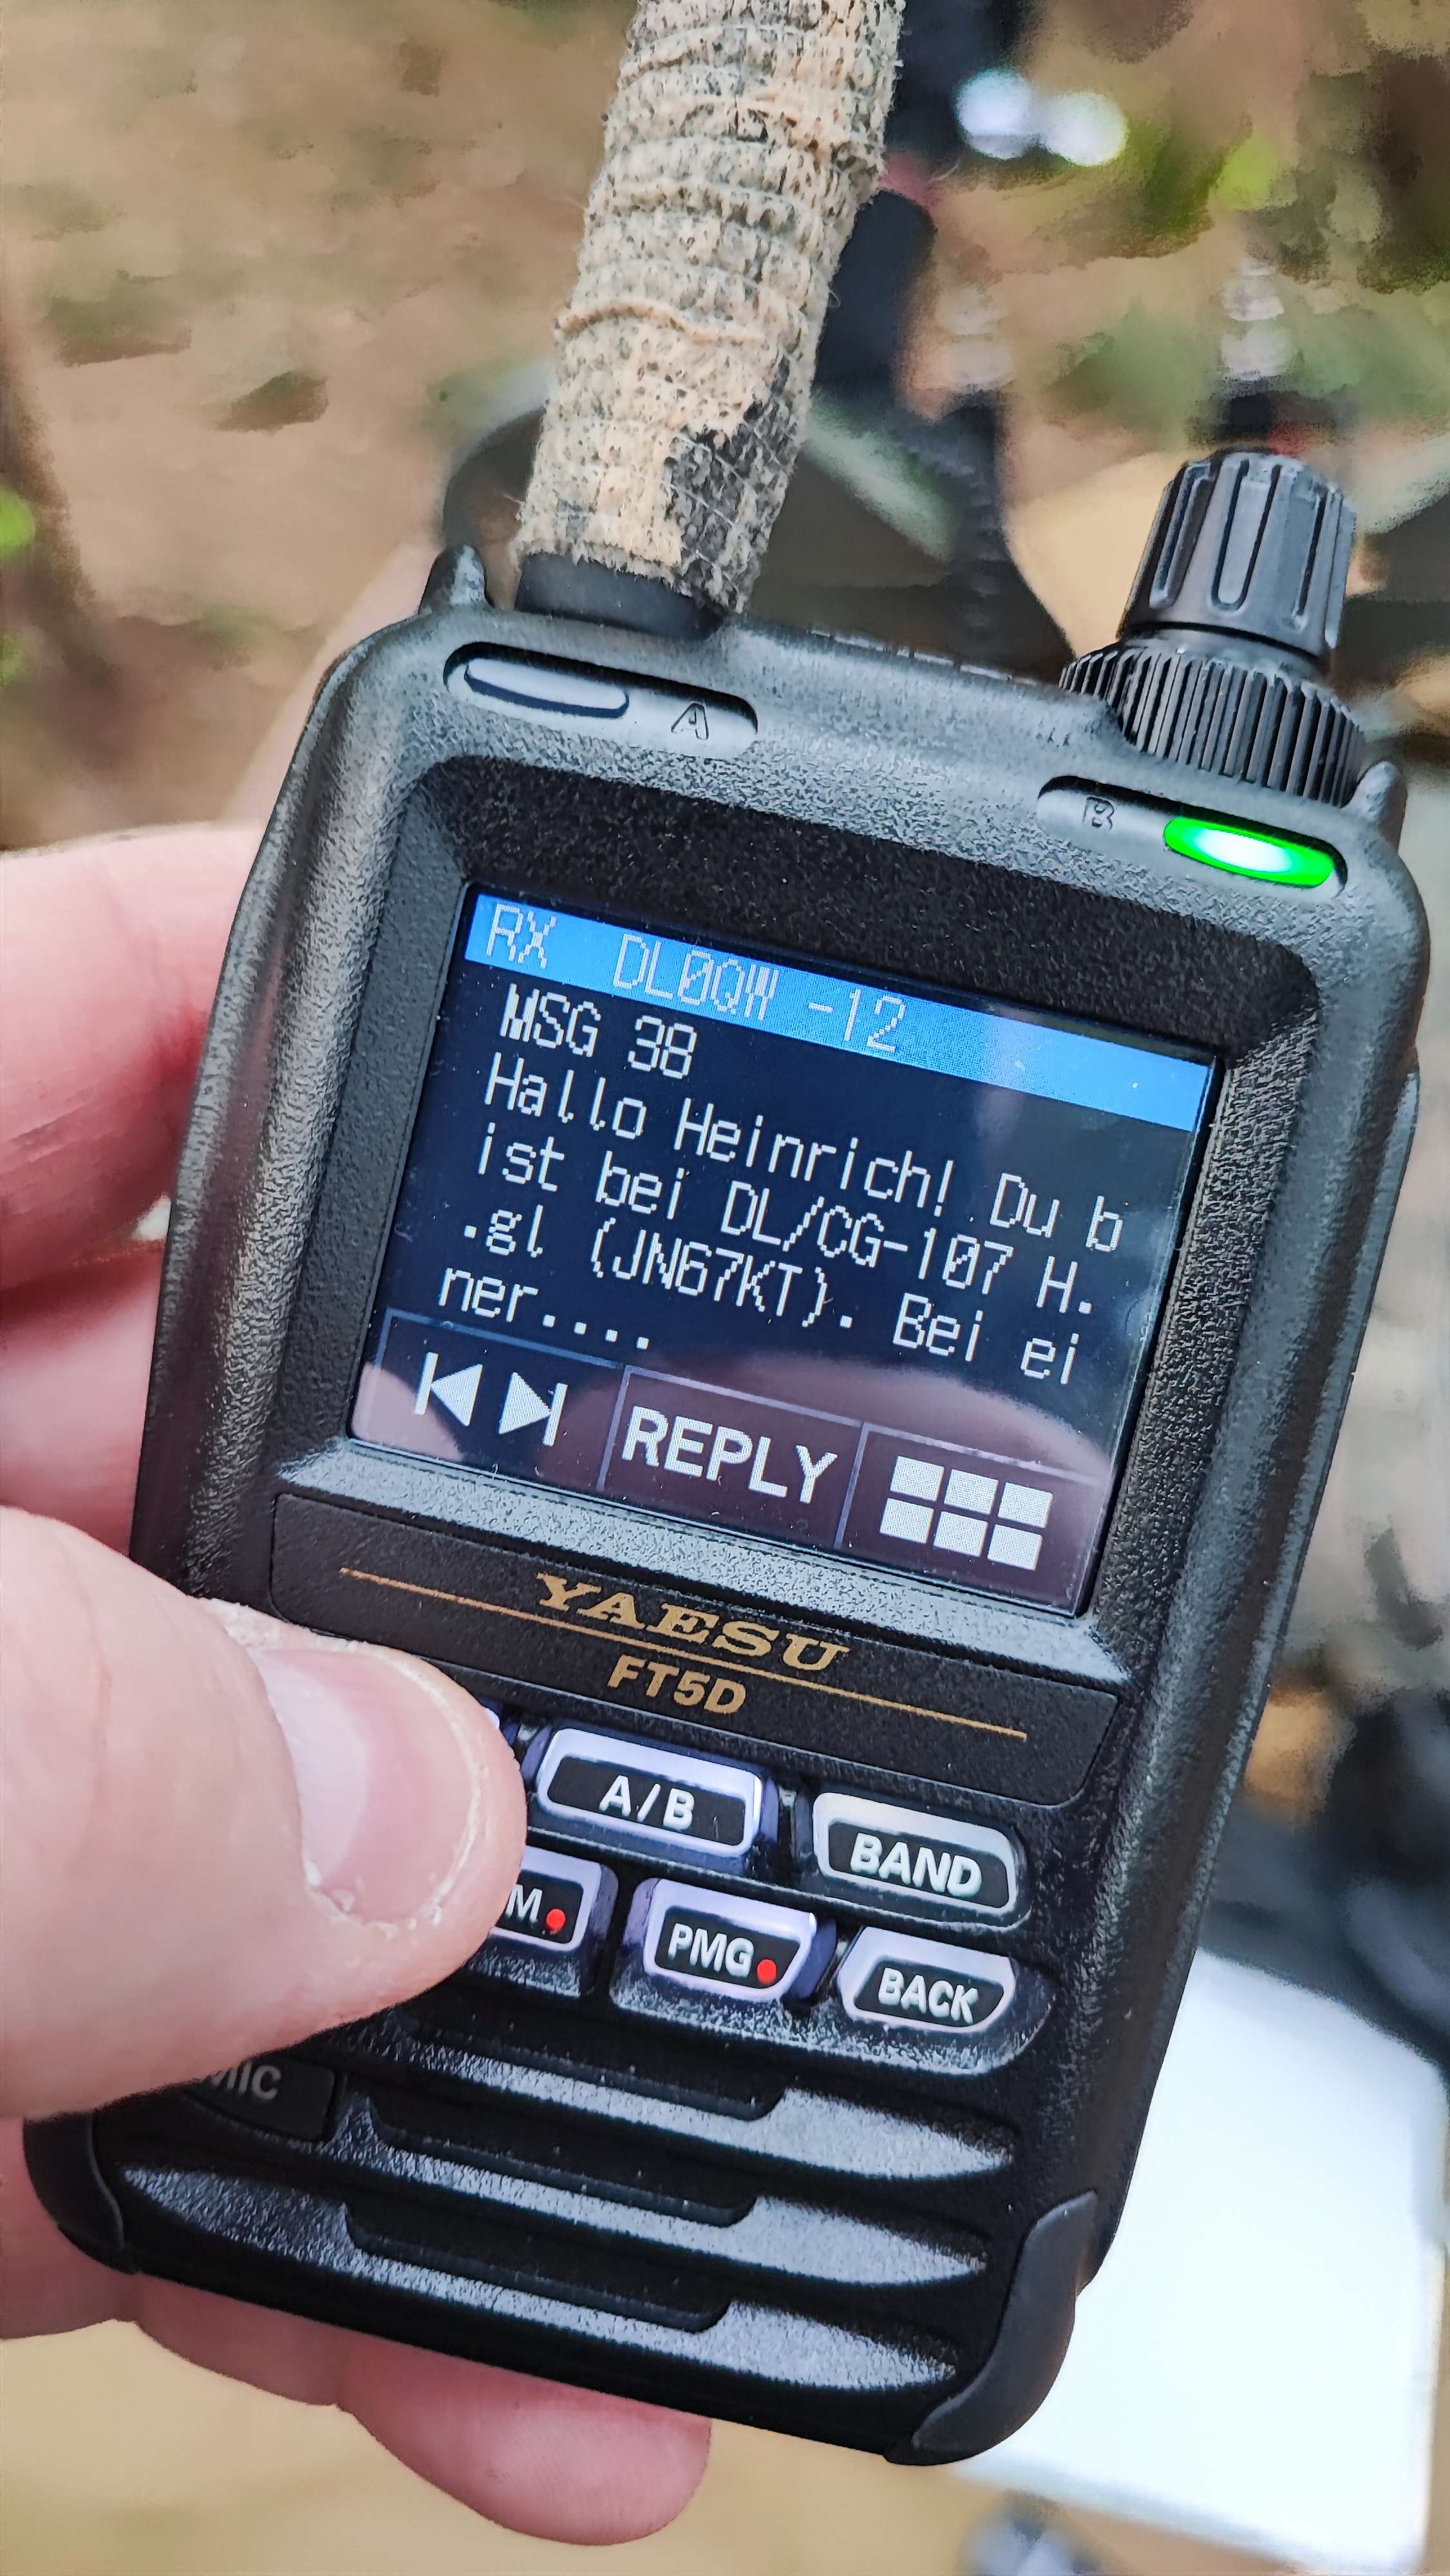 A
B
RX DL0QW -12
MSG 38
Hallo Heinrich! Du b
ist bei DL/CG-107 H.
.gl (JN67KT). Bei ei
ner....
REPLY
YAESU
FT5D
A/B
BAND
M
PMG
BACK
MIC